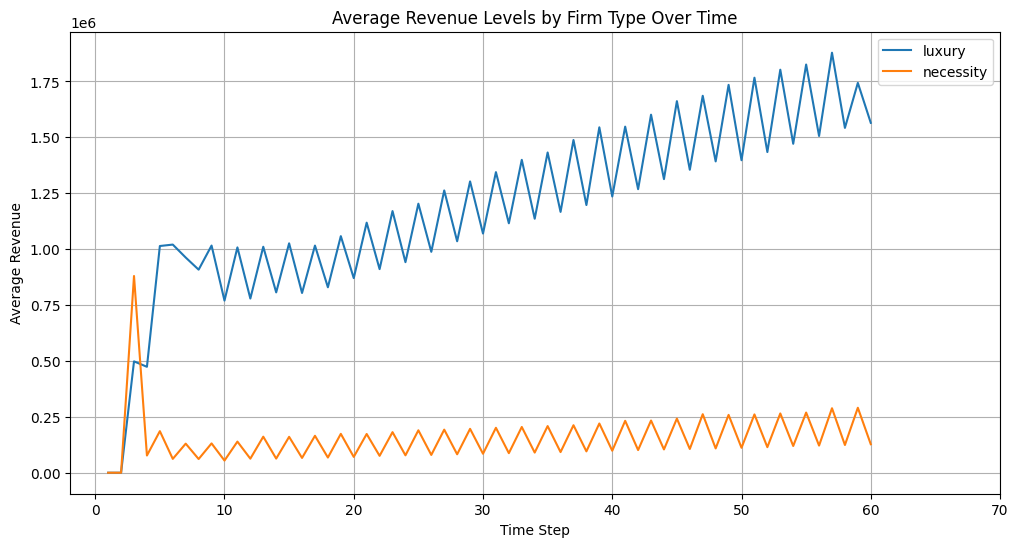 Average Revenue Levels by Firm Type Over Time
1e6
luxury
necessity
1.75
1.50
1.25
1.00
0.75
0.50
0.25
0.00
Average Revenue
0 10 20 30 40 50 60 70
Time Step